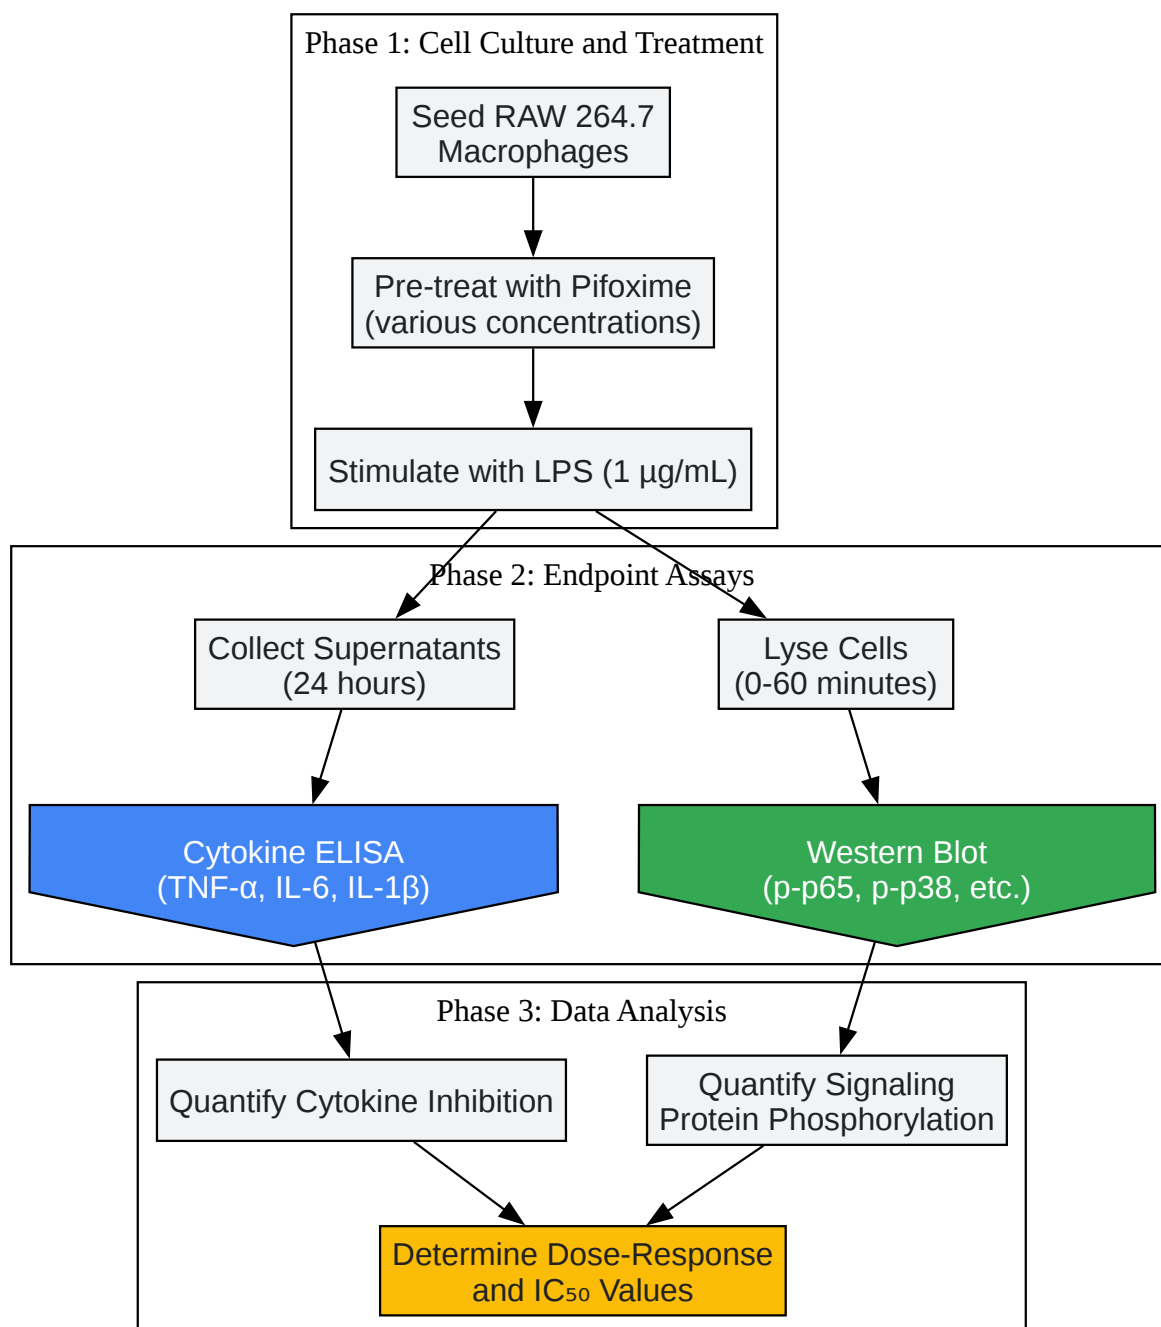 Phase 1: Cell Culture and Treatment
Seed RAW 264.7
Macrophages
Pre-treat with Pifoxime
(various concentrations)
Stimulate with LPS (1 µg/mL)
Phase 2: Endpoint Assays
Collect Supernatants
(24 hours)
Lyse Cells
(0-60 minutes)
Cytokine ELISA
(TNF-α, IL-6, IL-1β)
Western Blot
(p-p65, p-p38, etc.)
Phase 3: Data Analysis
Quantify Cytokine Inhibition
Quantify Signaling
Protein Phosphorylation
Determine Dose-Response
and IC₅₀ Values